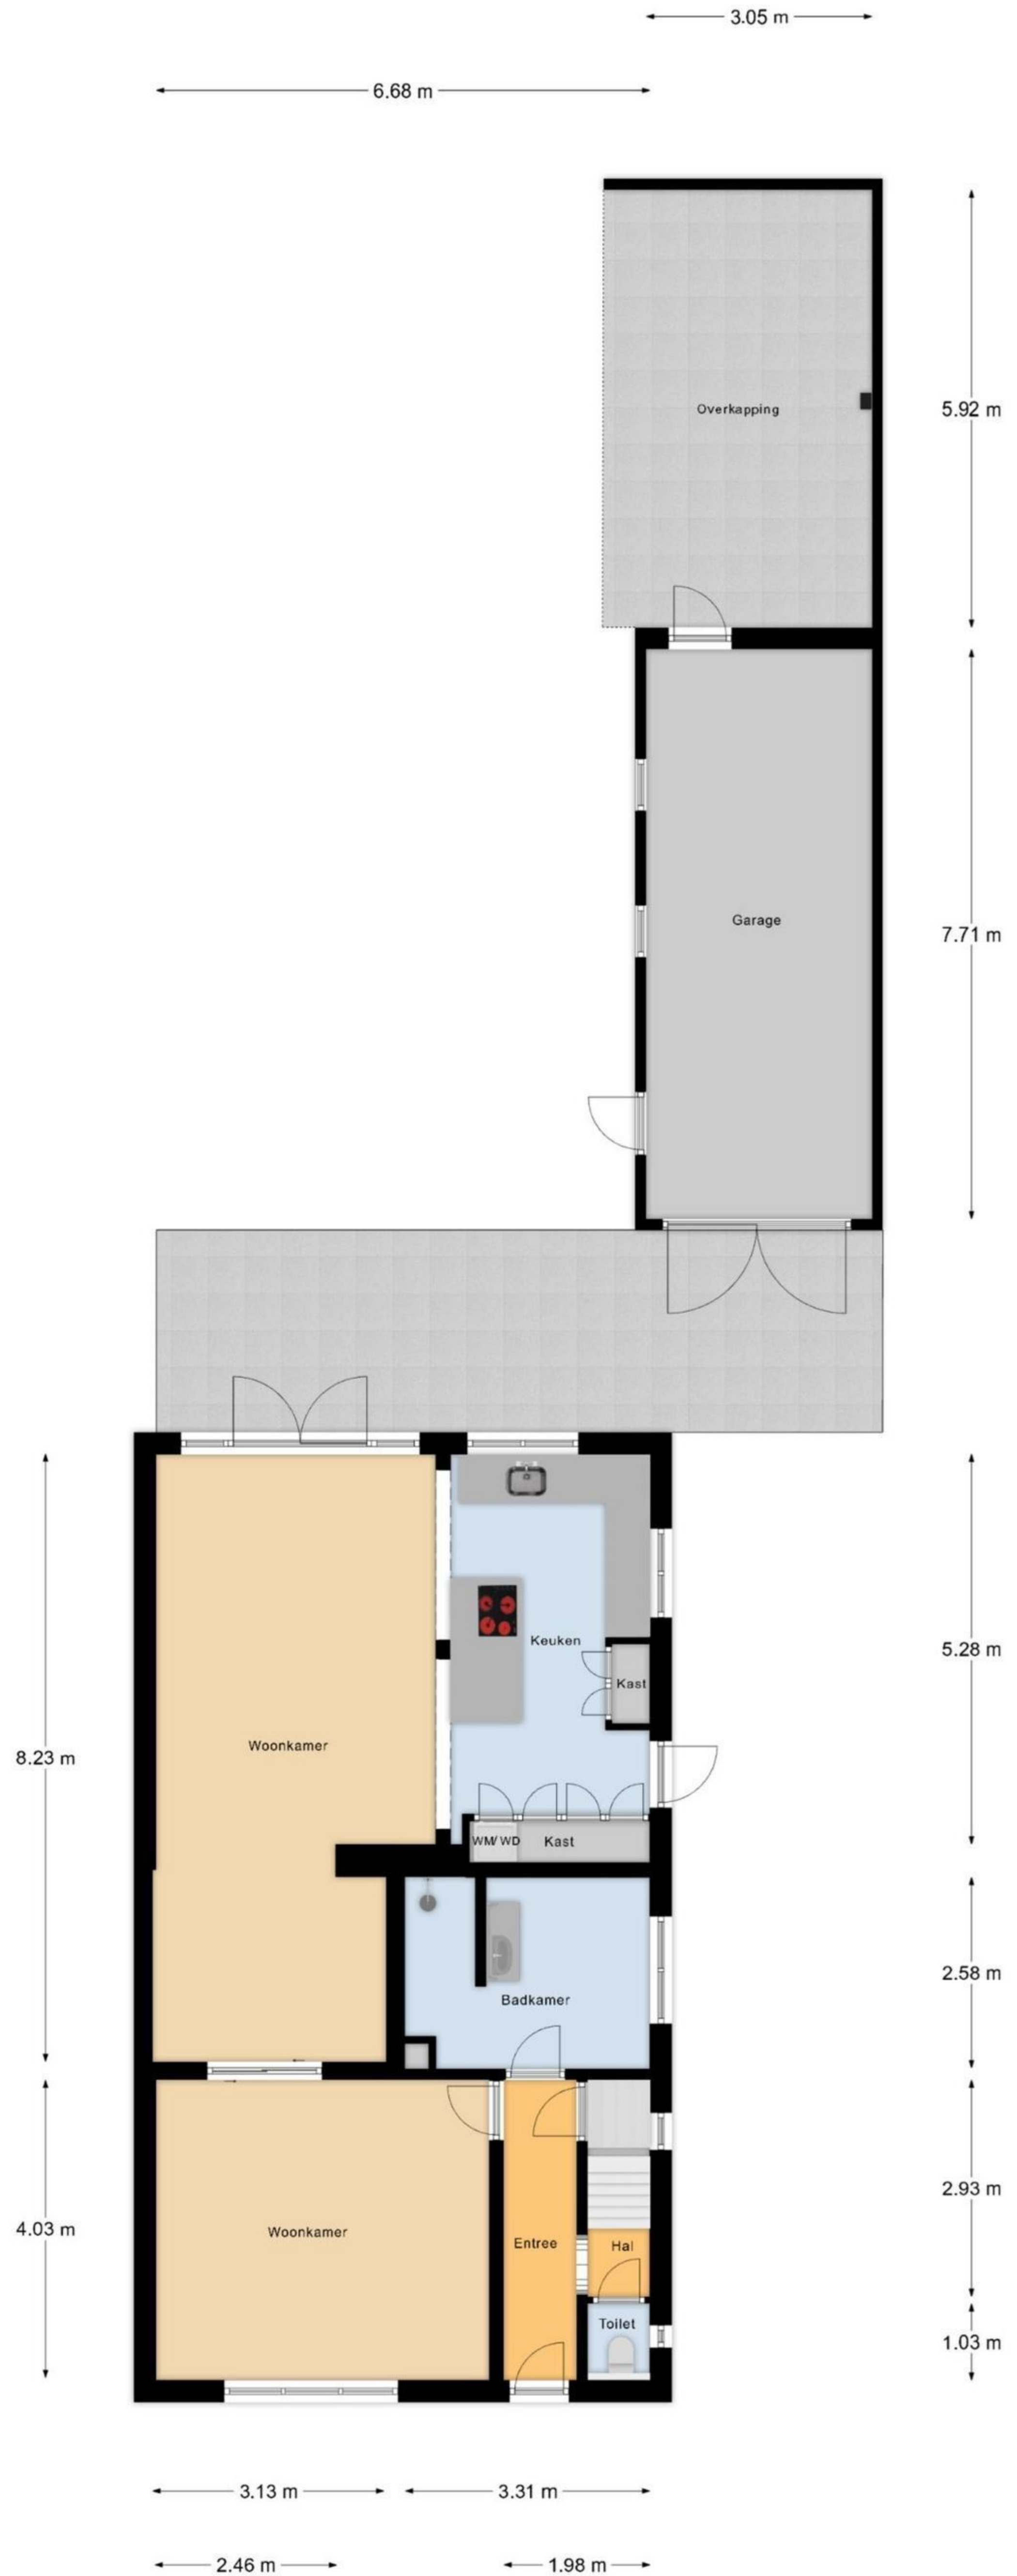 3.05 m
6.68 m
Overkapping
5.92 m
Garage
7.71 m
Keuken
5.28 m
Kast
Woonkamer
8.23 m
WM/WD
Kast
Badkamer
2.58 m
2.93 m
4.03 m
Woonkamer
Entree
Hal
Toilet
1.03 m
3.13 m
3.31 m
2.46 m
1.98 m